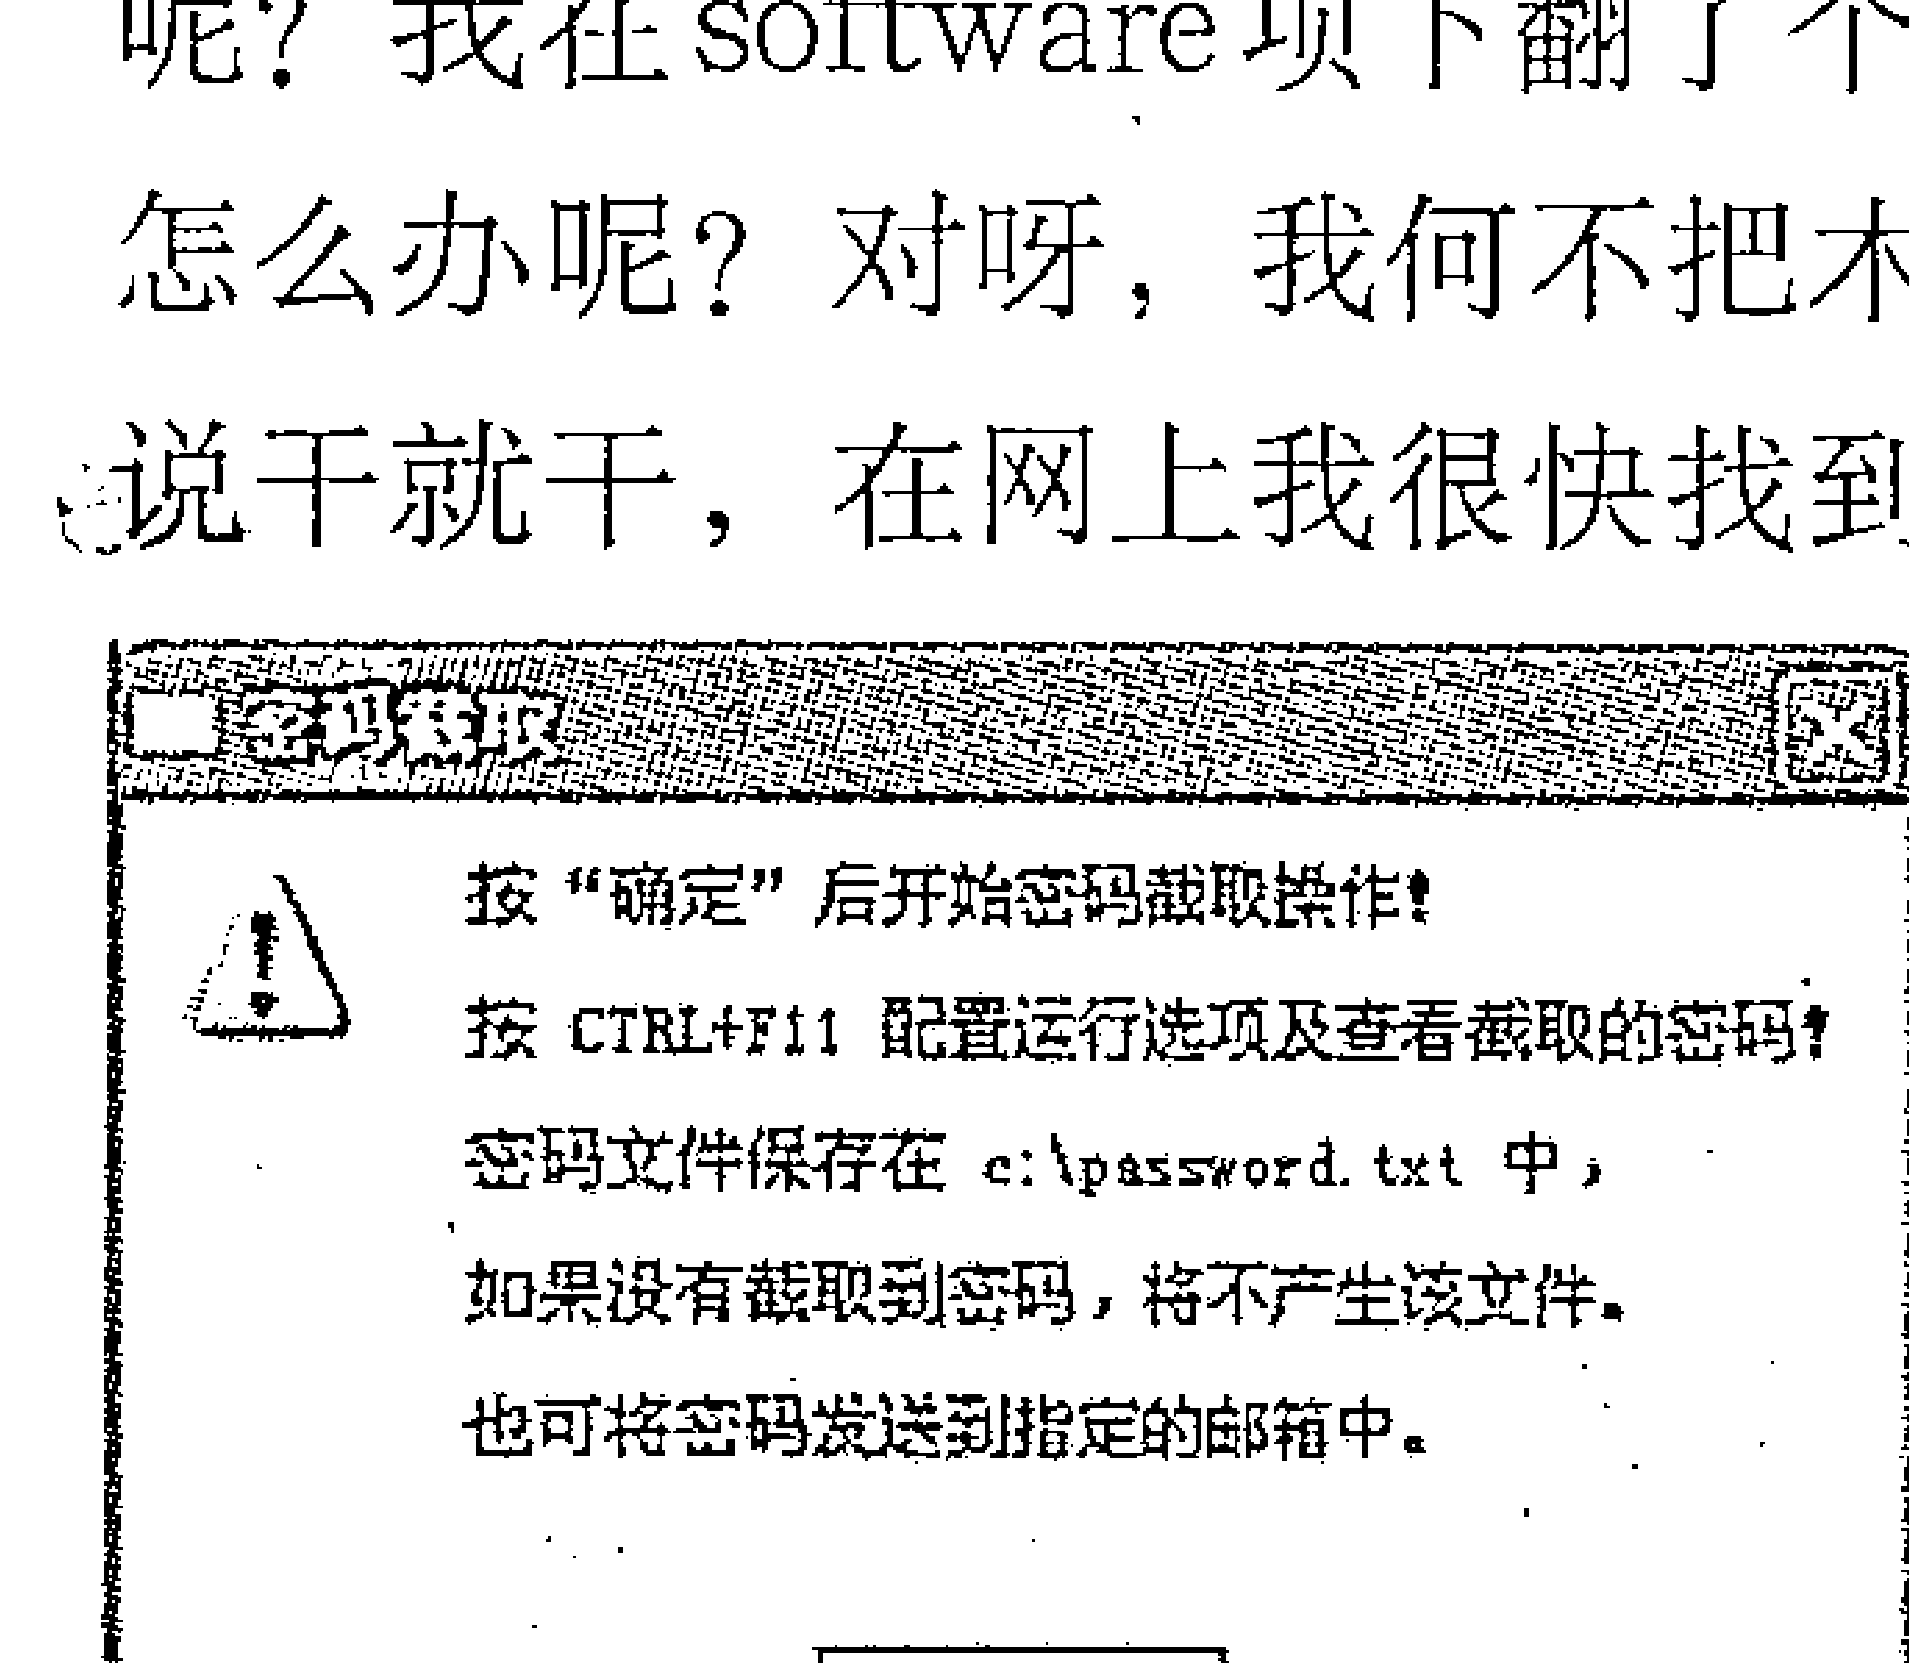 呢？我在software项下翻了个
怎么办呢？对呀，我何不把木
说干就干，在网上我很快找到
密码截取
按“确定”后开始密码截取操作！
按 CTRL+F11 配置运行选项及查看截取的密码！
密码文件保存在 c:\password.txt 中，
如果没有截取到密码，将不产生该文件。
也可将密码发送到指定的邮箱中。